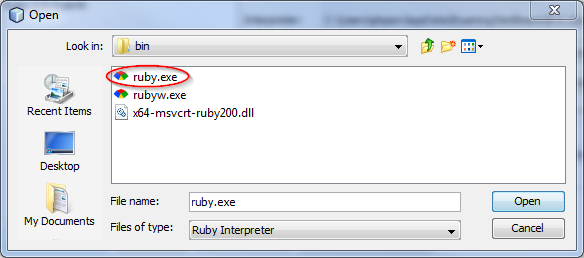 Open
Look in:
bin
ruby.exe
rubyw.exe
x64-msvcrt-ruby200.dll
Recent Items
Desktop
My Documents
File name:
ruby.exe
Open
Files of type:
Ruby Interpreter
Cancel